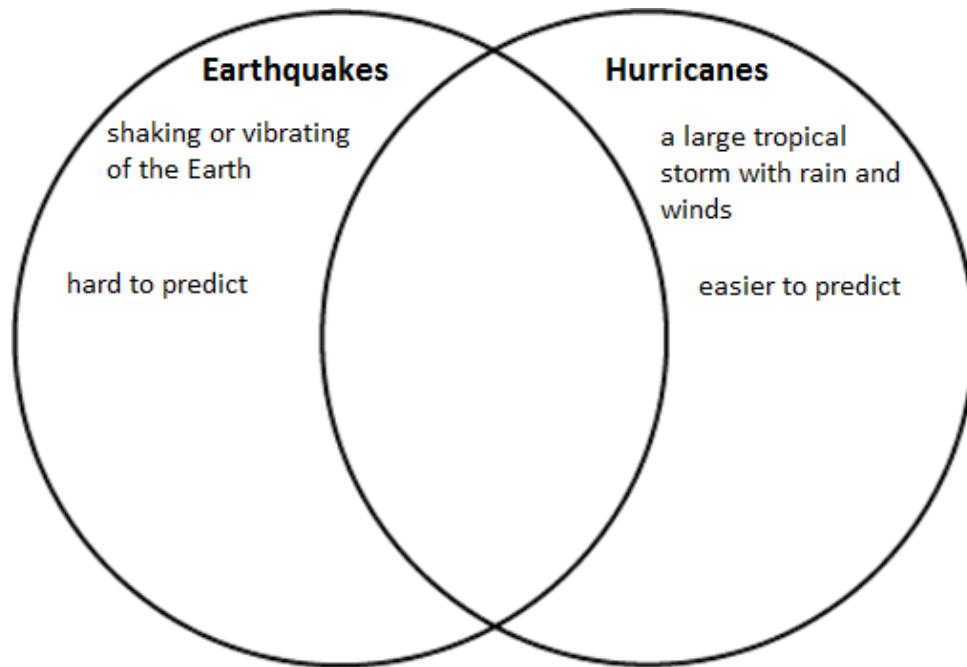 Earthquakes
shaking or vibrating
of the Earth
hard to predict
Hurricanes
a large tropical
storm with rain and
winds
easier to predict